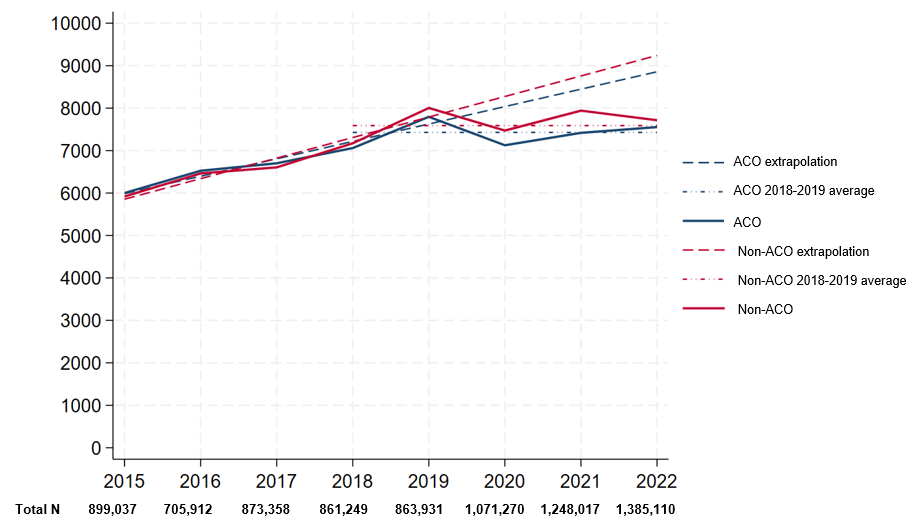 10000
9000
8000
7000
6000
5000
4000
3000
2000
1000
0
2015 2016 2017 2018 2019 2020 2021 2022
Total N 899,037 705,912 873,358 861,249 863,931 1,071,270 1,248,017 1,385,110
ACO extrapolation
ACO 2018-2019 average
ACO
Non-ACO extrapolation
Non-ACO 2018-2019 average
Non-ACO